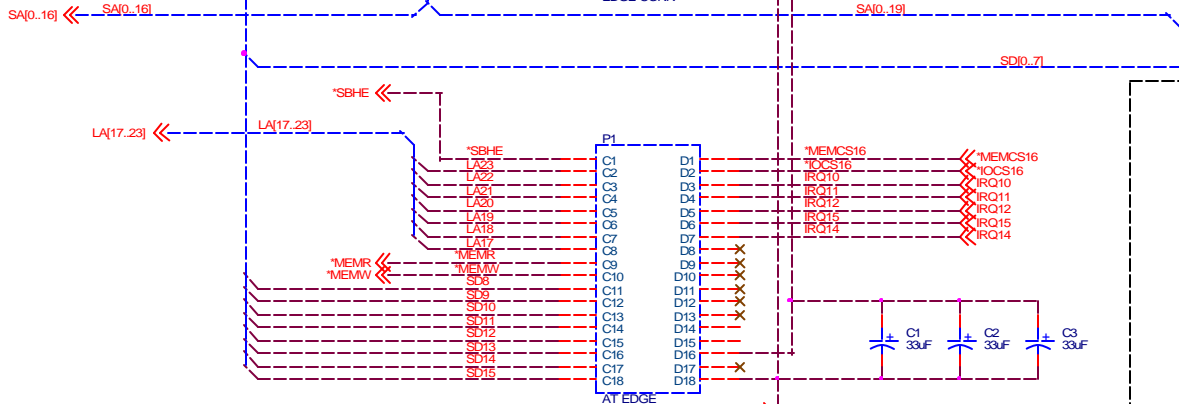 SA[0..16]
SA[0..16]
SA[0..19]
SD[0..7]
*SBHE
LA[17..23]
LA[17..23]
P1
*SBHE
C1
D1
*MEMCS16
*MEMCS16
LA23
C2
D2
*IOCS16
*IOCS16
LA22
C3
D3
IRQ10
IRQ10
LA21
C4
D4
IRQ11
IRQ11
LA20
C5
D5
IRQ12
IRQ12
LA19
C6
D6
IRQ15
IRQ15
LA18
C7
D7
IRQ14
IRQ14
LA17
C8
D8
*MEMR
*MEMR
C9
D9
*MEMW
*MEMW
C10
D10
SD8
C11
D11
SD9
C12
D12
SD10
C13
D13
SD11
C14
D14
SD12
C15
D15
SD13
C16
D16
SD14
C17
D17
SD15
C18
D18
AT EDGE
C1
33uF
C2
33uF
C3
33uF